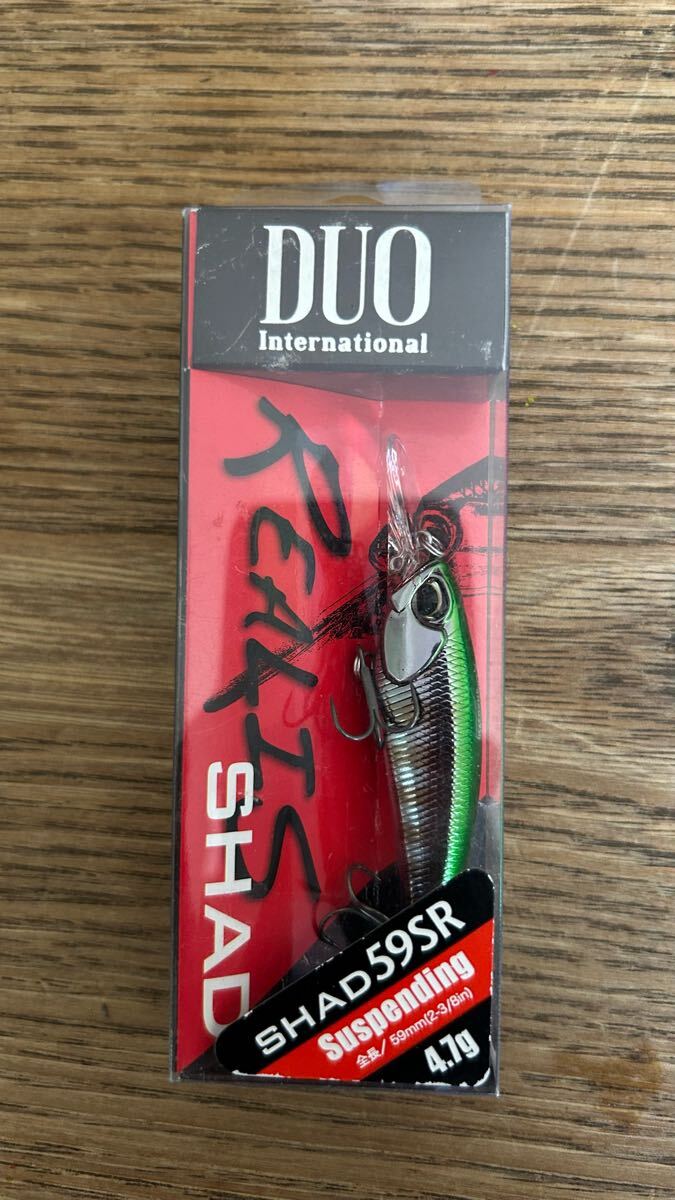 DUO
International
REALIS
SHAD
SHAD59SR
Suspending
全長/59mm(2-3/8in)
4.7g